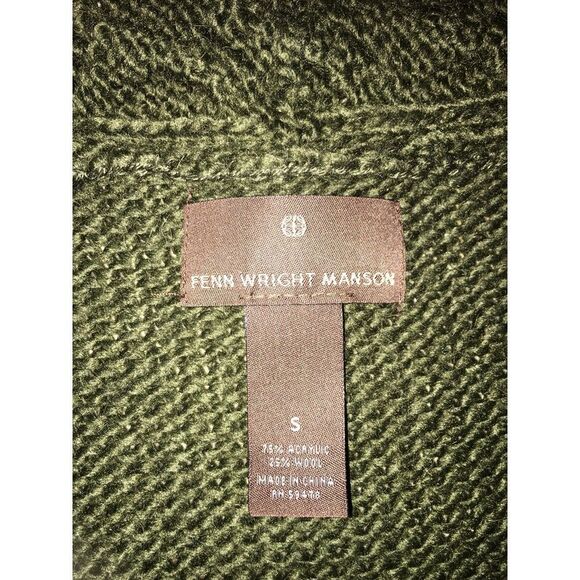 FENN WRIGHT MANSON
S
75% ACRYLIC
25% WOOL
MADE IN CHINA
RN 59478